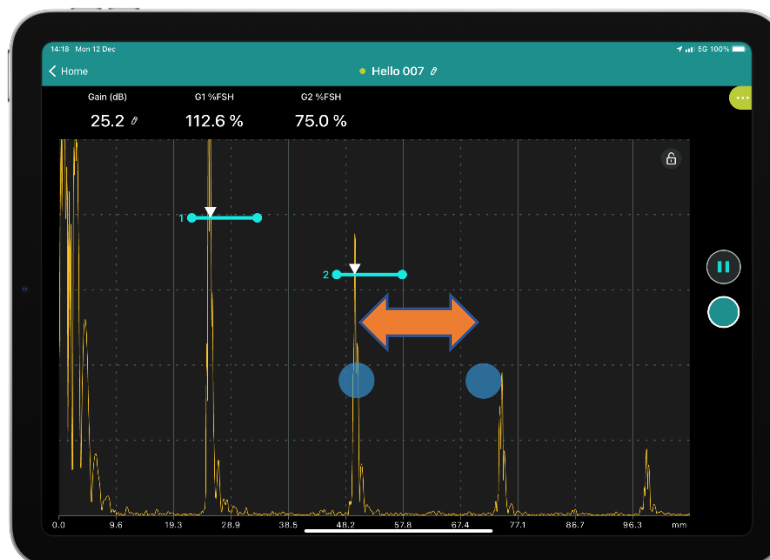 14:18 Mon 12 Dec
5G 100%
Home
Hello 007
Gain (dB) G1 %FSH G2 %FSH
25.2 112.6 % 75.0 %
1
2
0.0 9.6 19.3 28.9 38.5 48.2 57.8 67.4 77.1 86.7 96.3 mm